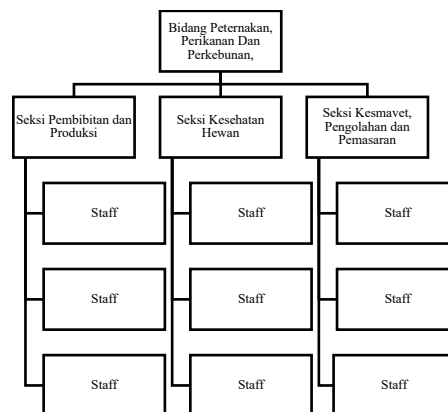 Bidang Peternakan,
Perikanan Dan
Perkebunan,
Seksi Pembibitan dan
Produksi
Seksi Kesehatan
Hewan
Seksi Kesmavet,
Pengolahan dan
Pemasaran
Staff
Staff
Staff
Staff
Staff
Staff
Staff
Staff
Staff